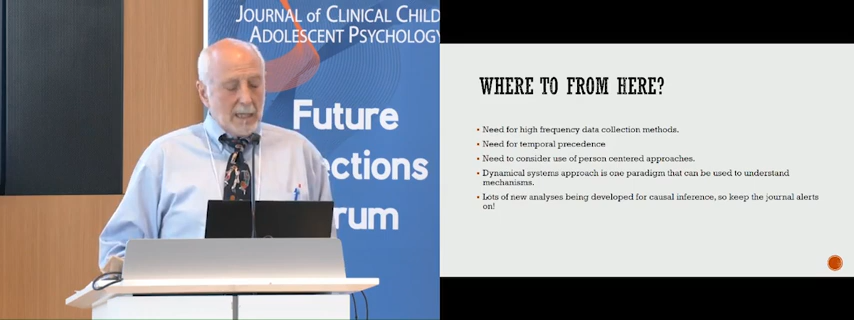 JOURNAL of CLINICAL CHILD
ADOLESCENT PSYCHOLOGY
Future
ections
rum
WHERE TO FROM HERE?
• Need for high frequency data collection methods.
• Need for temporal precedence
• Need to consider use of person centered approaches.
• Dynamical systems approach is one paradigm that can be used to understand
mechanisms.
• Lots of new analyses being developed for causal inference, so keep the journal alerts
on!